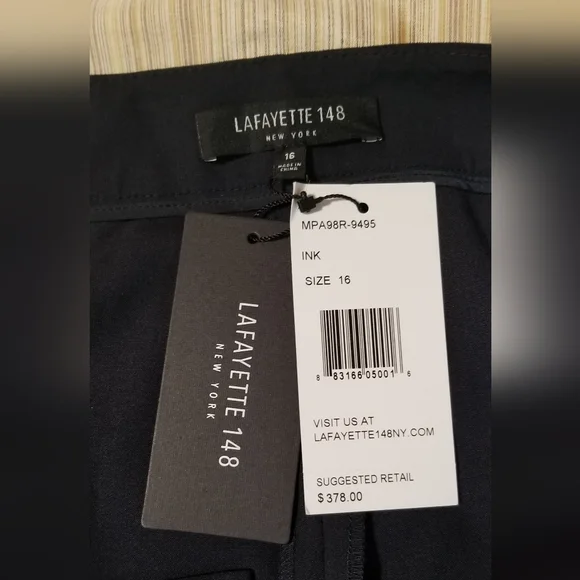 LAFAYETTE 148
NEW YORK
16
MADE IN
CHINA
LAFAYETTE 148
NEW YORK
MPA98R-9495
INK
SIZE 16
8 83166 05001 6
VISIT US AT
LAFAYETTE148NY.COM
SUGGESTED RETAIL
$378.00